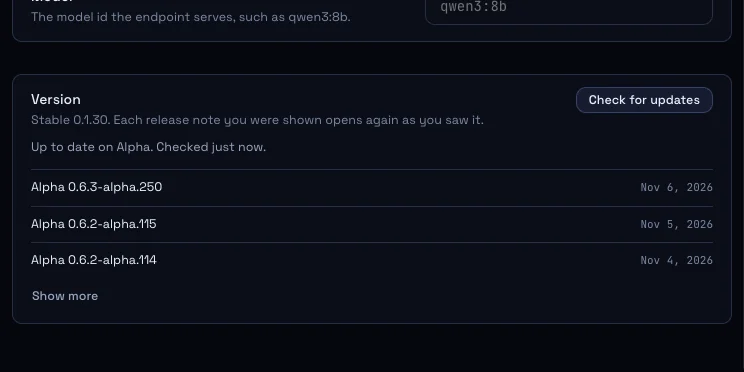 The model id the endpoint serves, such as qwen3:8b.
qwen3:8b
Version
Check for updates
Stable 0.1.30. Each release note you were shown opens again as you saw it.
Up to date on Alpha. Checked just now.
Alpha 0.6.3-alpha.250 Nov 6, 2026
Alpha 0.6.2-alpha.115 Nov 5, 2026
Alpha 0.6.2-alpha.114 Nov 4, 2026
Show more